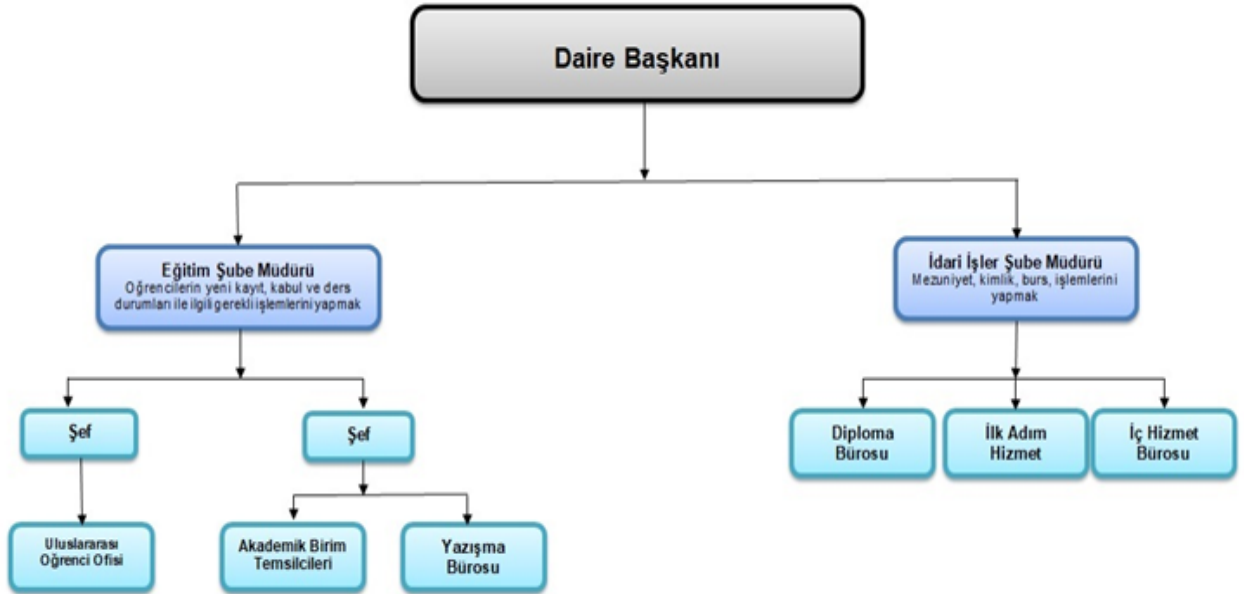 Daire Başkanı
Eğitim Şube Müdürü
Oğrencilerin yeni kayıt, kabul ve ders
durumları ile ilgili gerekli işlemlerini yapmak
İdari İşler Şube Müdürü
Mezuniyet, kimlik, burs, işlemlerini
yapmak
Şef
Şef
Diploma
Bürosu
İlk Adım
Hizmet
İç Hizmet
Bürosu
Uluslararası
Oğrenci Ofisi
Akademik Birim
Temsilcileri
Yazışma
Bürosu